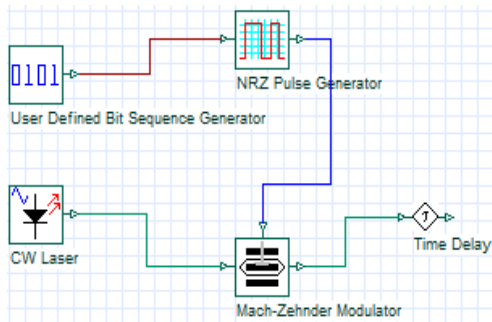 0101
NRZ Pulse Generator
User Defined Bit Sequence Generator
CW Laser
τ
Time Delay
Mach-Zehnder Modulator